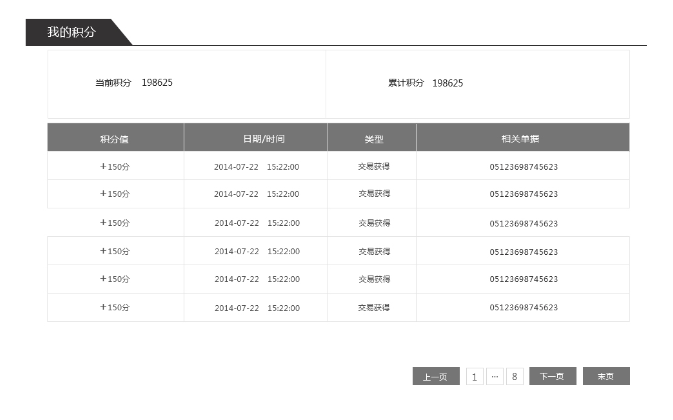 我的积分
当前积分 198625 累计积分 198625
积分值 日期/时间 类型 相关单据
+150分 2014-07-22 15:22:00 交易获得 05123698745623
+150分 2014-07-22 15:22:00 交易获得 05123698745623
+150分 2014-07-22 15:22:00 交易获得 05123698745623
+150分 2014-07-22 15:22:00 交易获得 05123698745623
+150分 2014-07-22 15:22:00 交易获得 05123698745623
+150分 2014-07-22 15:22:00 交易获得 05123698745623
上一页 1 ... 8 下一页 末页